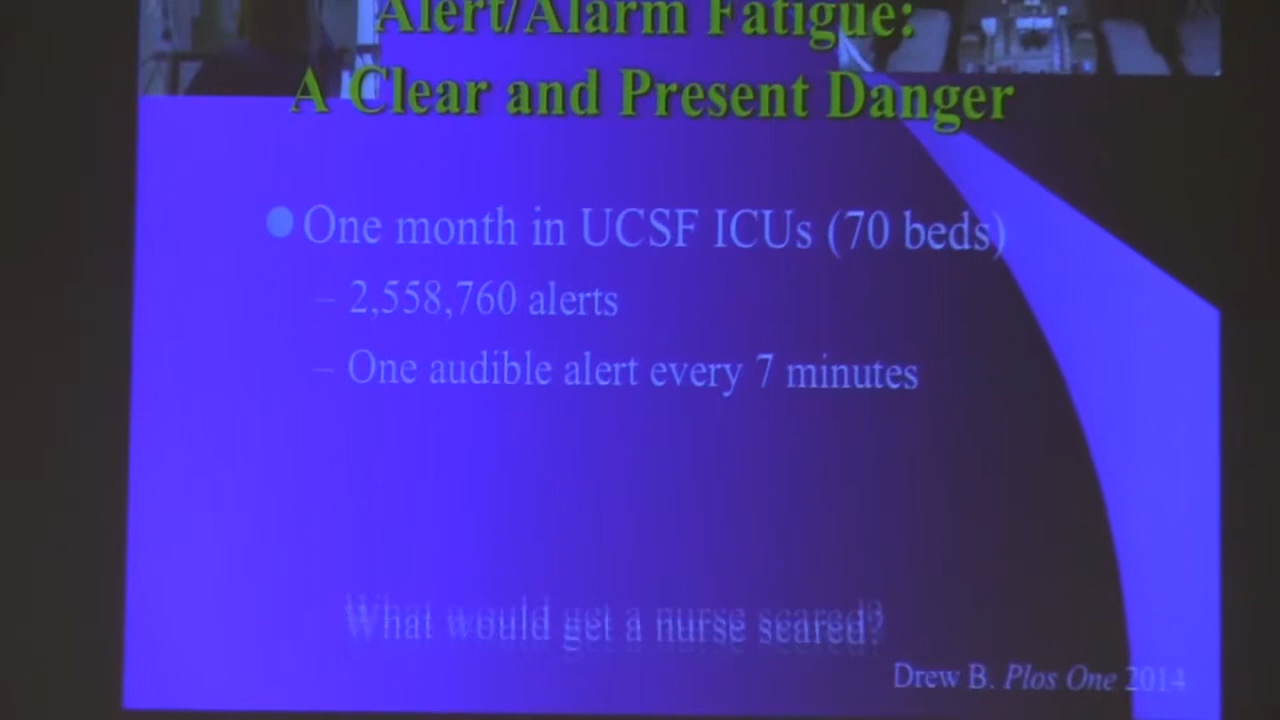 Alert/Alarm Fatigue:
A Clear and Present Danger
One month in UCSF ICUs (70 beds)
– 2,558,760 alerts
– One audible alert every 7 minutes
What would get a nurse scared?
Drew B. Plos One 2014